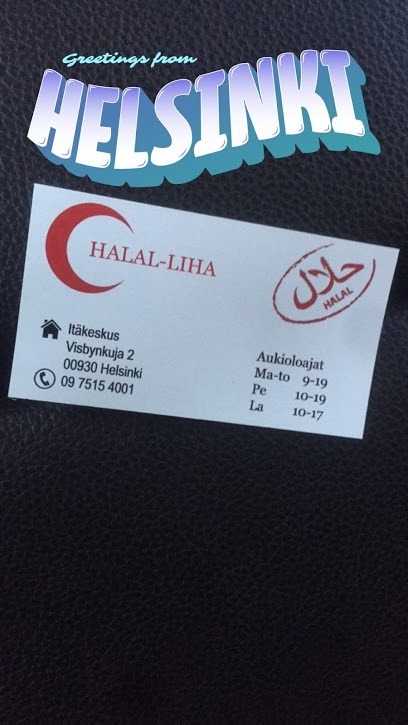 Greetings from
HELSINKI
HALAL-LIHA
حلال
HALAL
Itäkeskus
Visbynkuja 2
00930 Helsinki
09 7515 4001
Aukioloajat
Ma-to 9-19
Pe 10-19
La 10-17